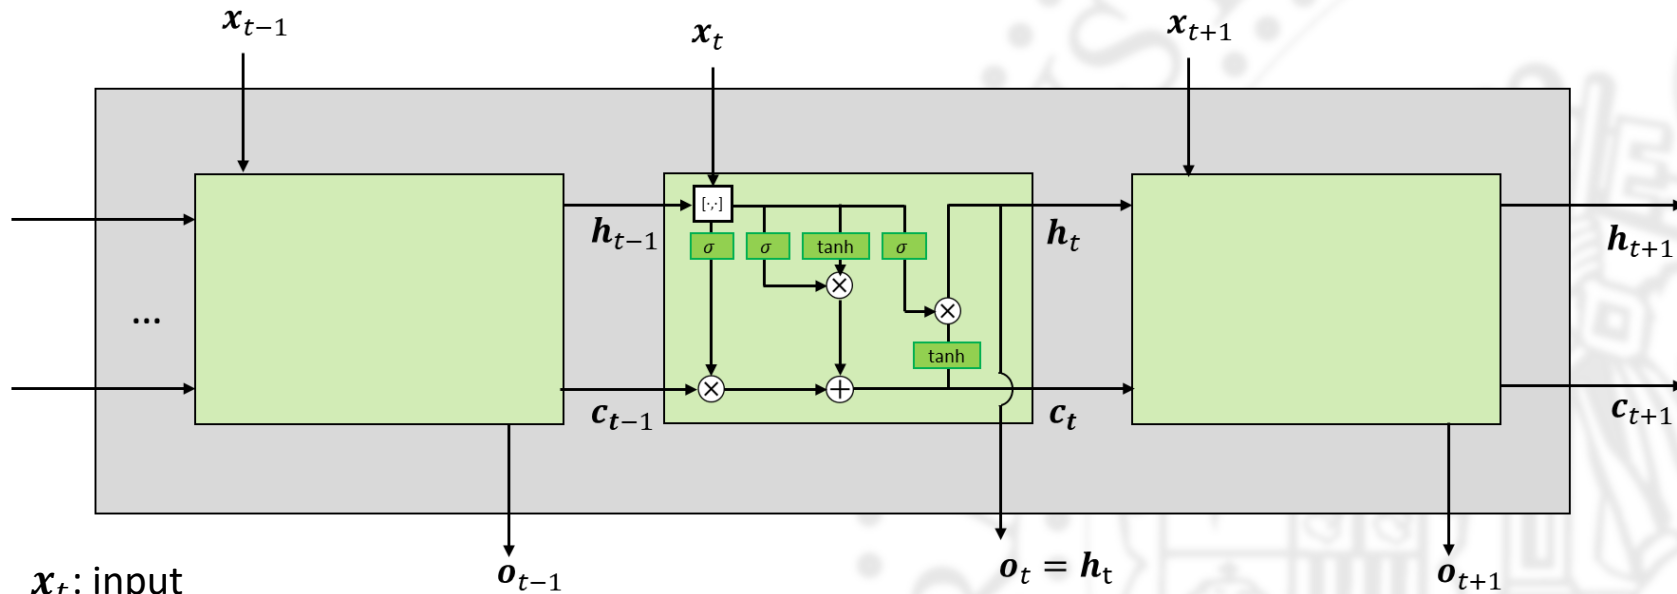 x_{t−1} x_t x_{t+1}
[·,·]
h_{t−1} σ σ tanh σ h_t h_{t+1}
...
tanh
c_{t−1} c_t c_{t+1}
o_{t−1} o_t = h_t o_{t+1}
x_t: input